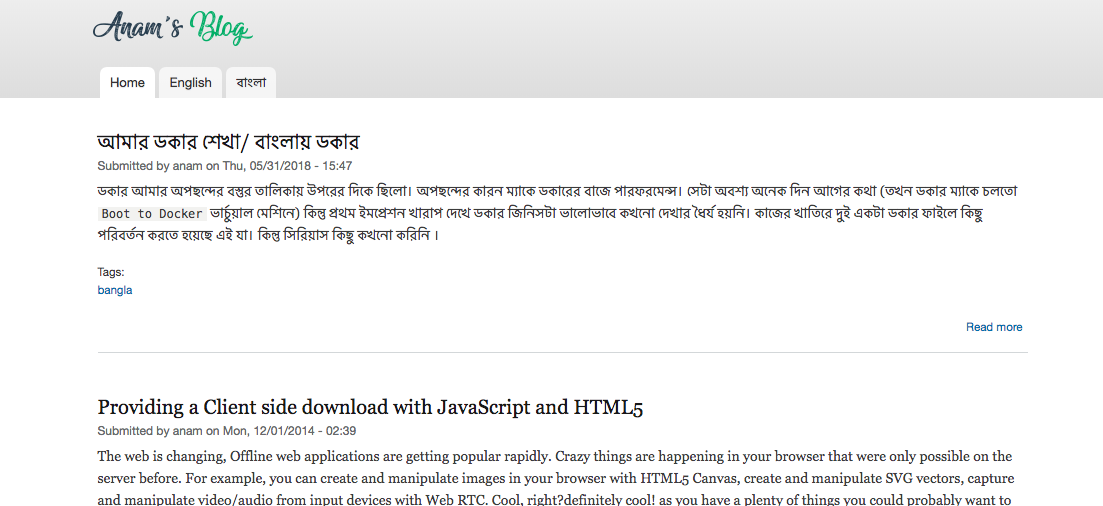 Anam's Blog
Home English বাংলা
আমার ডকার শেখা/ বাংলায় ডকার
Submitted by anam on Thu, 05/31/2018 - 15:47
ডকার আমার অপছন্দের বস্তুর তালিকায় উপরের দিকে ছিলো। অপছন্দের কারন ম্যাকে ডকারের বাজে পারফরমেন্স। সেটা অবশ্য অনেক দিন আগের কথা (তখন ডকার ম্যাকে চলতো
Boot to Docker ভার্চুয়াল মেশিনে) কিন্তু প্রথম ইমপ্রেশন খারাপ দেখে ডকার জিনিসটা ভালোভাবে কখনো দেখার ধৈর্য হয়নি। কাজের খাতিরে দুই একটা ডকার ফাইলে কিছু
পরিবর্তন করতে হয়েছে এই যা। কিন্তু সিরিয়াস কিছু কখনো করিনি ।
Tags:
bangla
Read more
Providing a Client side download with JavaScript and HTML5
Submitted by anam on Mon, 12/01/2014 - 02:39
The web is changing, Offline web applications are getting popular rapidly. Crazy things are happening in your browser that were only possible on the
server before. For example, you can create and manipulate images in your browser with HTML5 Canvas, create and manipulate SVG vectors, capture
and manipulate video/audio from input devices with Web RTC. Cool, right?definitely cool! as you have a plenty of things you could probably want to